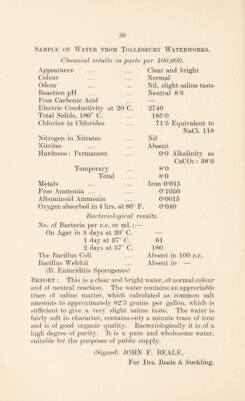 30
SAMPLE OF WATER FROM TOLLESBURY WATERWORKS.
Chemical results in parts per 100,000.
Appearance ... ... Clear and bright
Colour ... ... Normal
Odour ... ... Nil, slight saline taste
Reaction pH ... ... Neutral 8·3
Free Carbonic Acid ... —
Electric Conductivity at 20°C. 2740
Total Solids, 180° C. ... 185·0
Chlorine in Chlorides ... 71·5 Equivalent to
NaCl. 118
Nitrogen in Nitrates ... Nil
Nitrites ... ... Absent
Hardness: Permanent ... 0·0 Alkalinity as
CaCO3: 38·0
Temporary ... 8·0
Total ... 8·0
Metals ... ... Iron 0·015
Free Ammonia ... ... 0·1050
Albuminoid Ammonia ... 0·0015
Oxygen absorbed in 4 hrs. at 80° F. 0·040
Bacteriological results.
No. of Bacteria per c.c. or ml. :—
On Agar in 3 days at 20° C. —
1 day at 37° C. 61
2 days at 37° C. 180
The Bacillus Coli ... Absent in 100 c.c.
Bacillus Welchii ... Absent in —
(B. Enteriditis Sporogenes)
REPORT : This is a clear and bright water, of normal colour
and of neutral reaction. The water contains an appreciable
trace of saline matter, which calculated as common salt
amounts to approximately 82·5 grains per gallon, which is
sufficient to give a very slight saline taste. The water is
fairly soft in character, contains only a minute trace of iron
and is of good organic quality. Bacteriologically it is of a
high degree of purity. It is a pure and wholesome water,
suitable for the purposes of public supply.
(Signed) JOHN F. BEALE,
For Drs. Beale & Suckling.